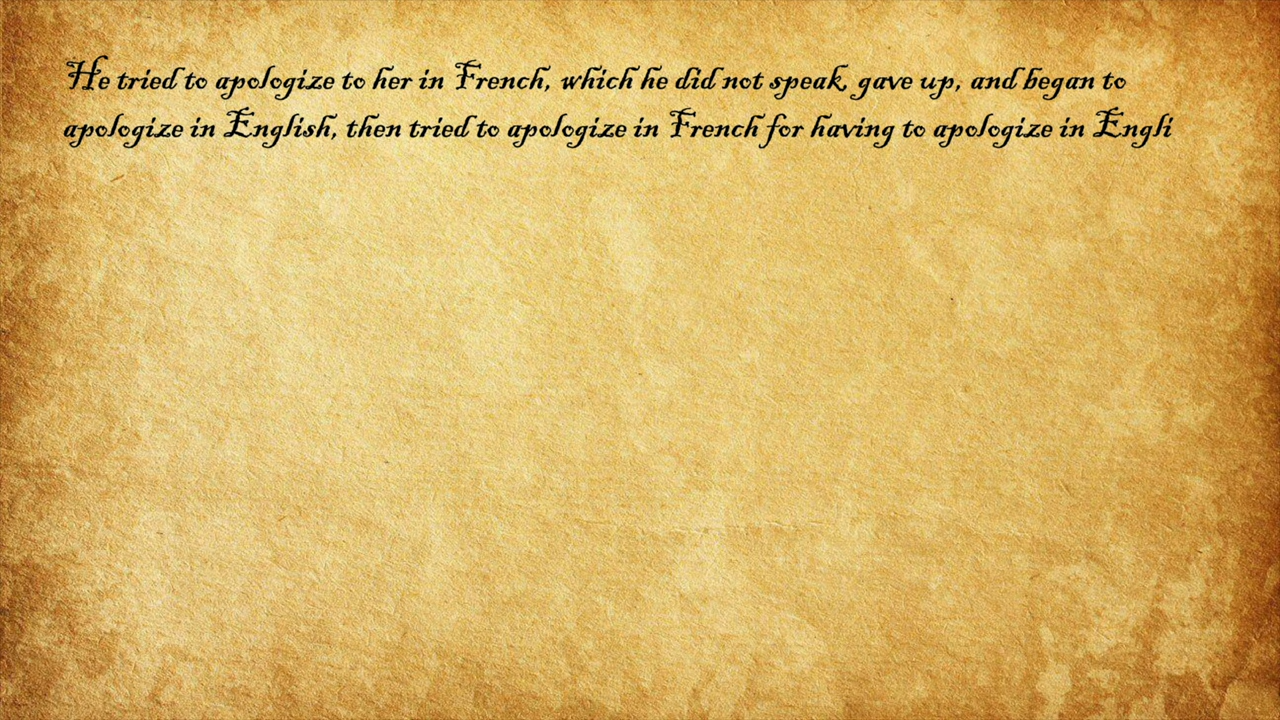 He tried to apologize to her in French, which he did not speak, gave up, and began to
apologize in English, then tried to apologize in French for having to apologize in Engli